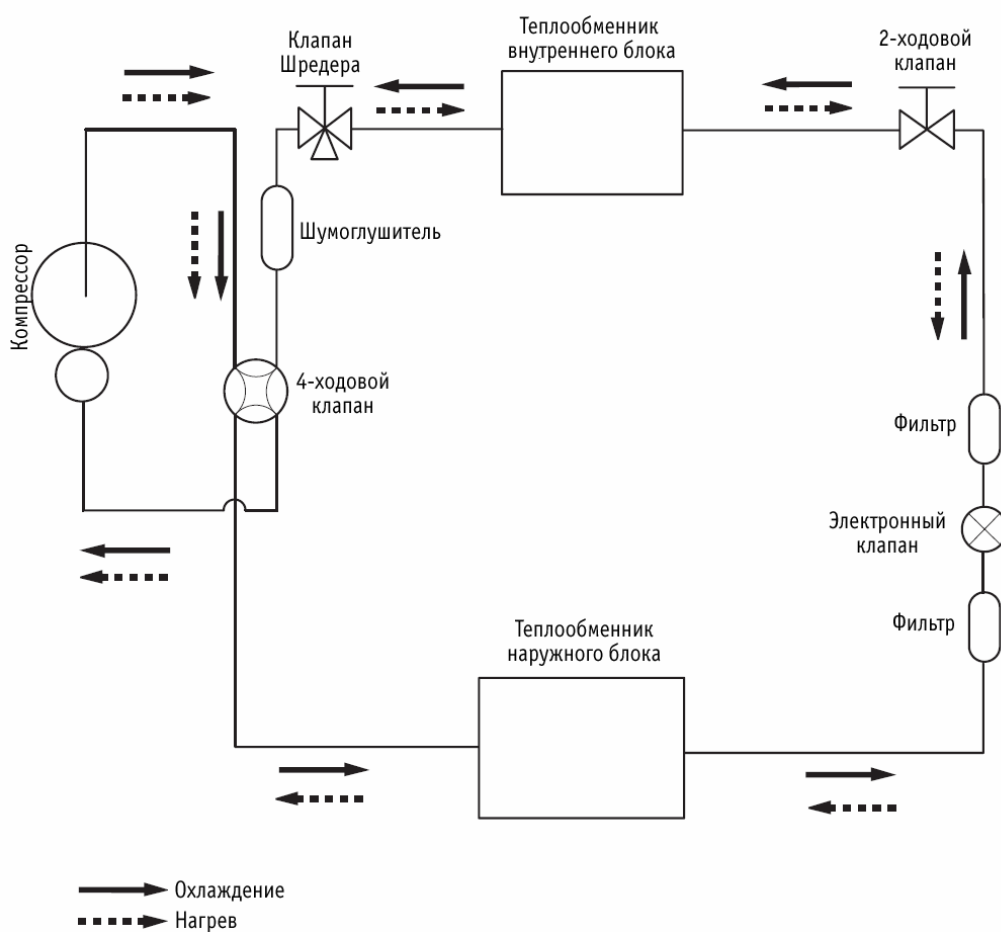 Теплообменник
внутреннего блока
2-ходовой
клапан
Клапан
Шредера
Шумоглушитель
Компрессор
4-ходовой
клапан
Фильтр
Электронный
клапан
Фильтр
Теплообменник
наружного блока
Охлаждение
Нагрев